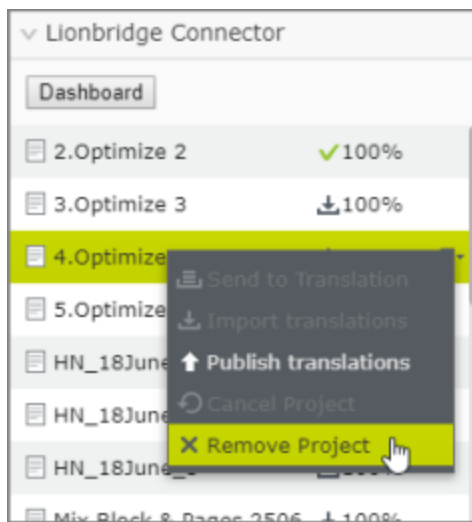 Lionbridge Connector
Dashboard
2.Optimize 2 100%
3.Optimize 3 100%
4.Optimize
Send to Translation
5.Optimize
Import translations
HN_18June
Publish translations
HN_18June
Cancel Project
Remove Project
HN_18June
Mix Block & Pages 2506 100%